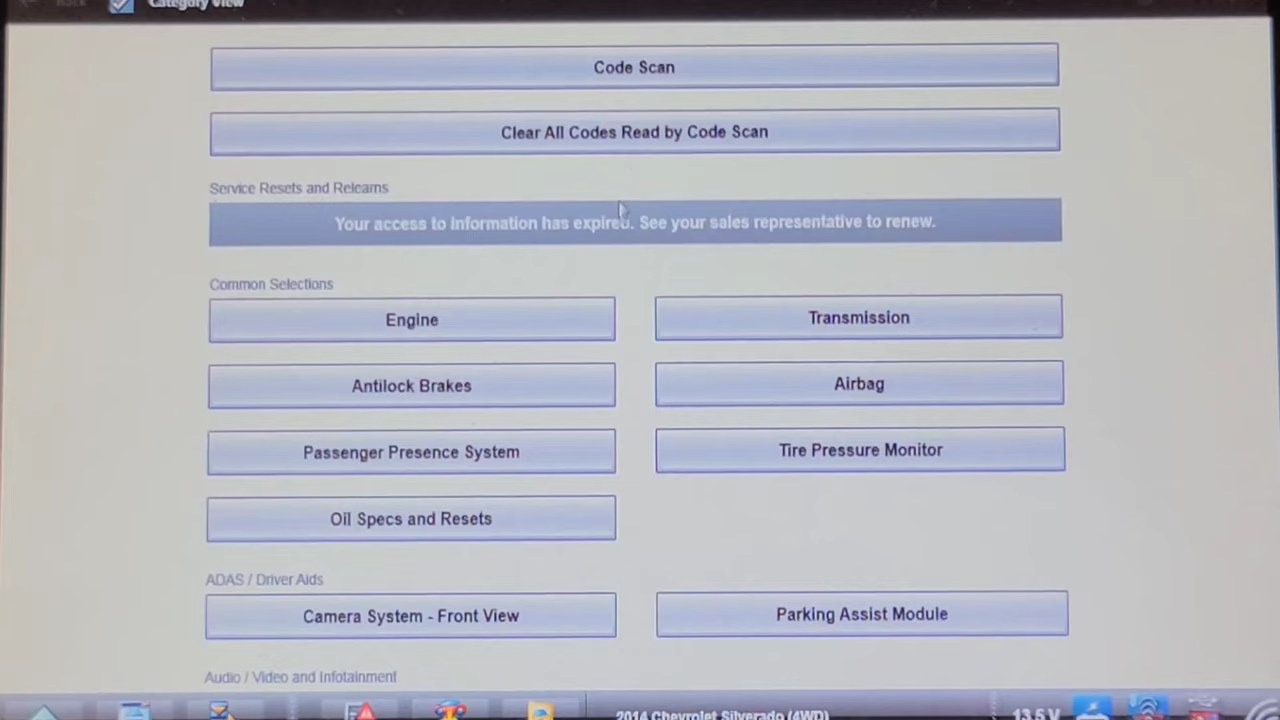 Back Category View
Code Scan
Clear All Codes Read by Code Scan
Service Resets and Relearns
Your access to information has expired. See your sales representative to renew.
Common Selections
Engine Transmission
Antilock Brakes Airbag
Passenger Presence System Tire Pressure Monitor
Oil Specs and Resets
ADAS / Driver Aids
Camera System - Front View Parking Assist Module
Audio / Video and Infotainment
2014 Chevrolet Silverado (4WD) 13.5 V